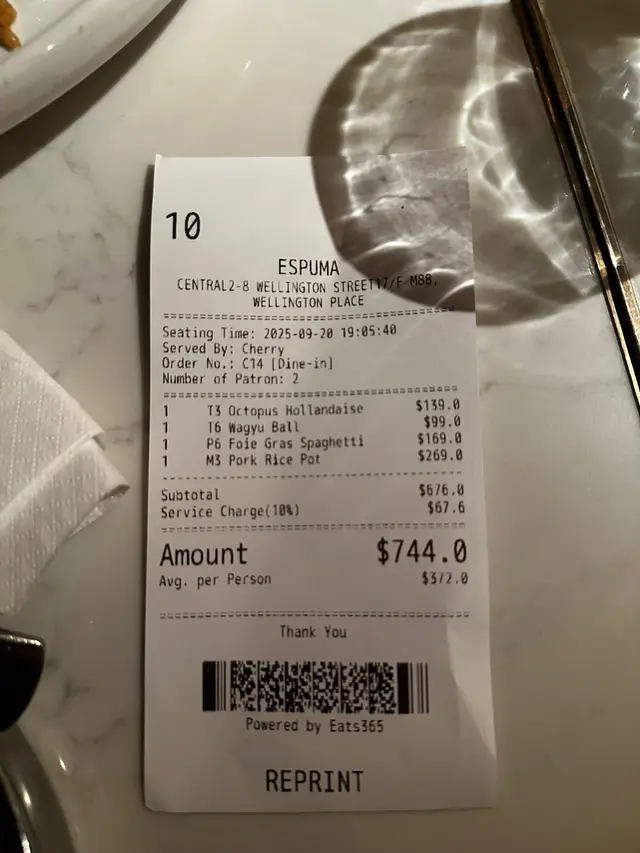 10
ESPUMA
CENTRAL2-8 WELLINGTON STREET17/F M88,
WELLINGTON PLACE
Seating Time: 2025-09-20 19:05:40
Served By: Cherry
Order No.: C14 [Dine-in]
Number of Patron: 2
1 T3 Octopus Hollandaise $139.0
1 T6 Wagyu Ball $99.0
1 P6 Foie Gras Spaghetti $169.0
1 M3 Pork Rice Pot $269.0
Subtotal $676.0
Service Charge(10%) $67.6
Amount $744.0
Avg. per Person $372.0
Thank You
Powered by Eats365
REPRINT